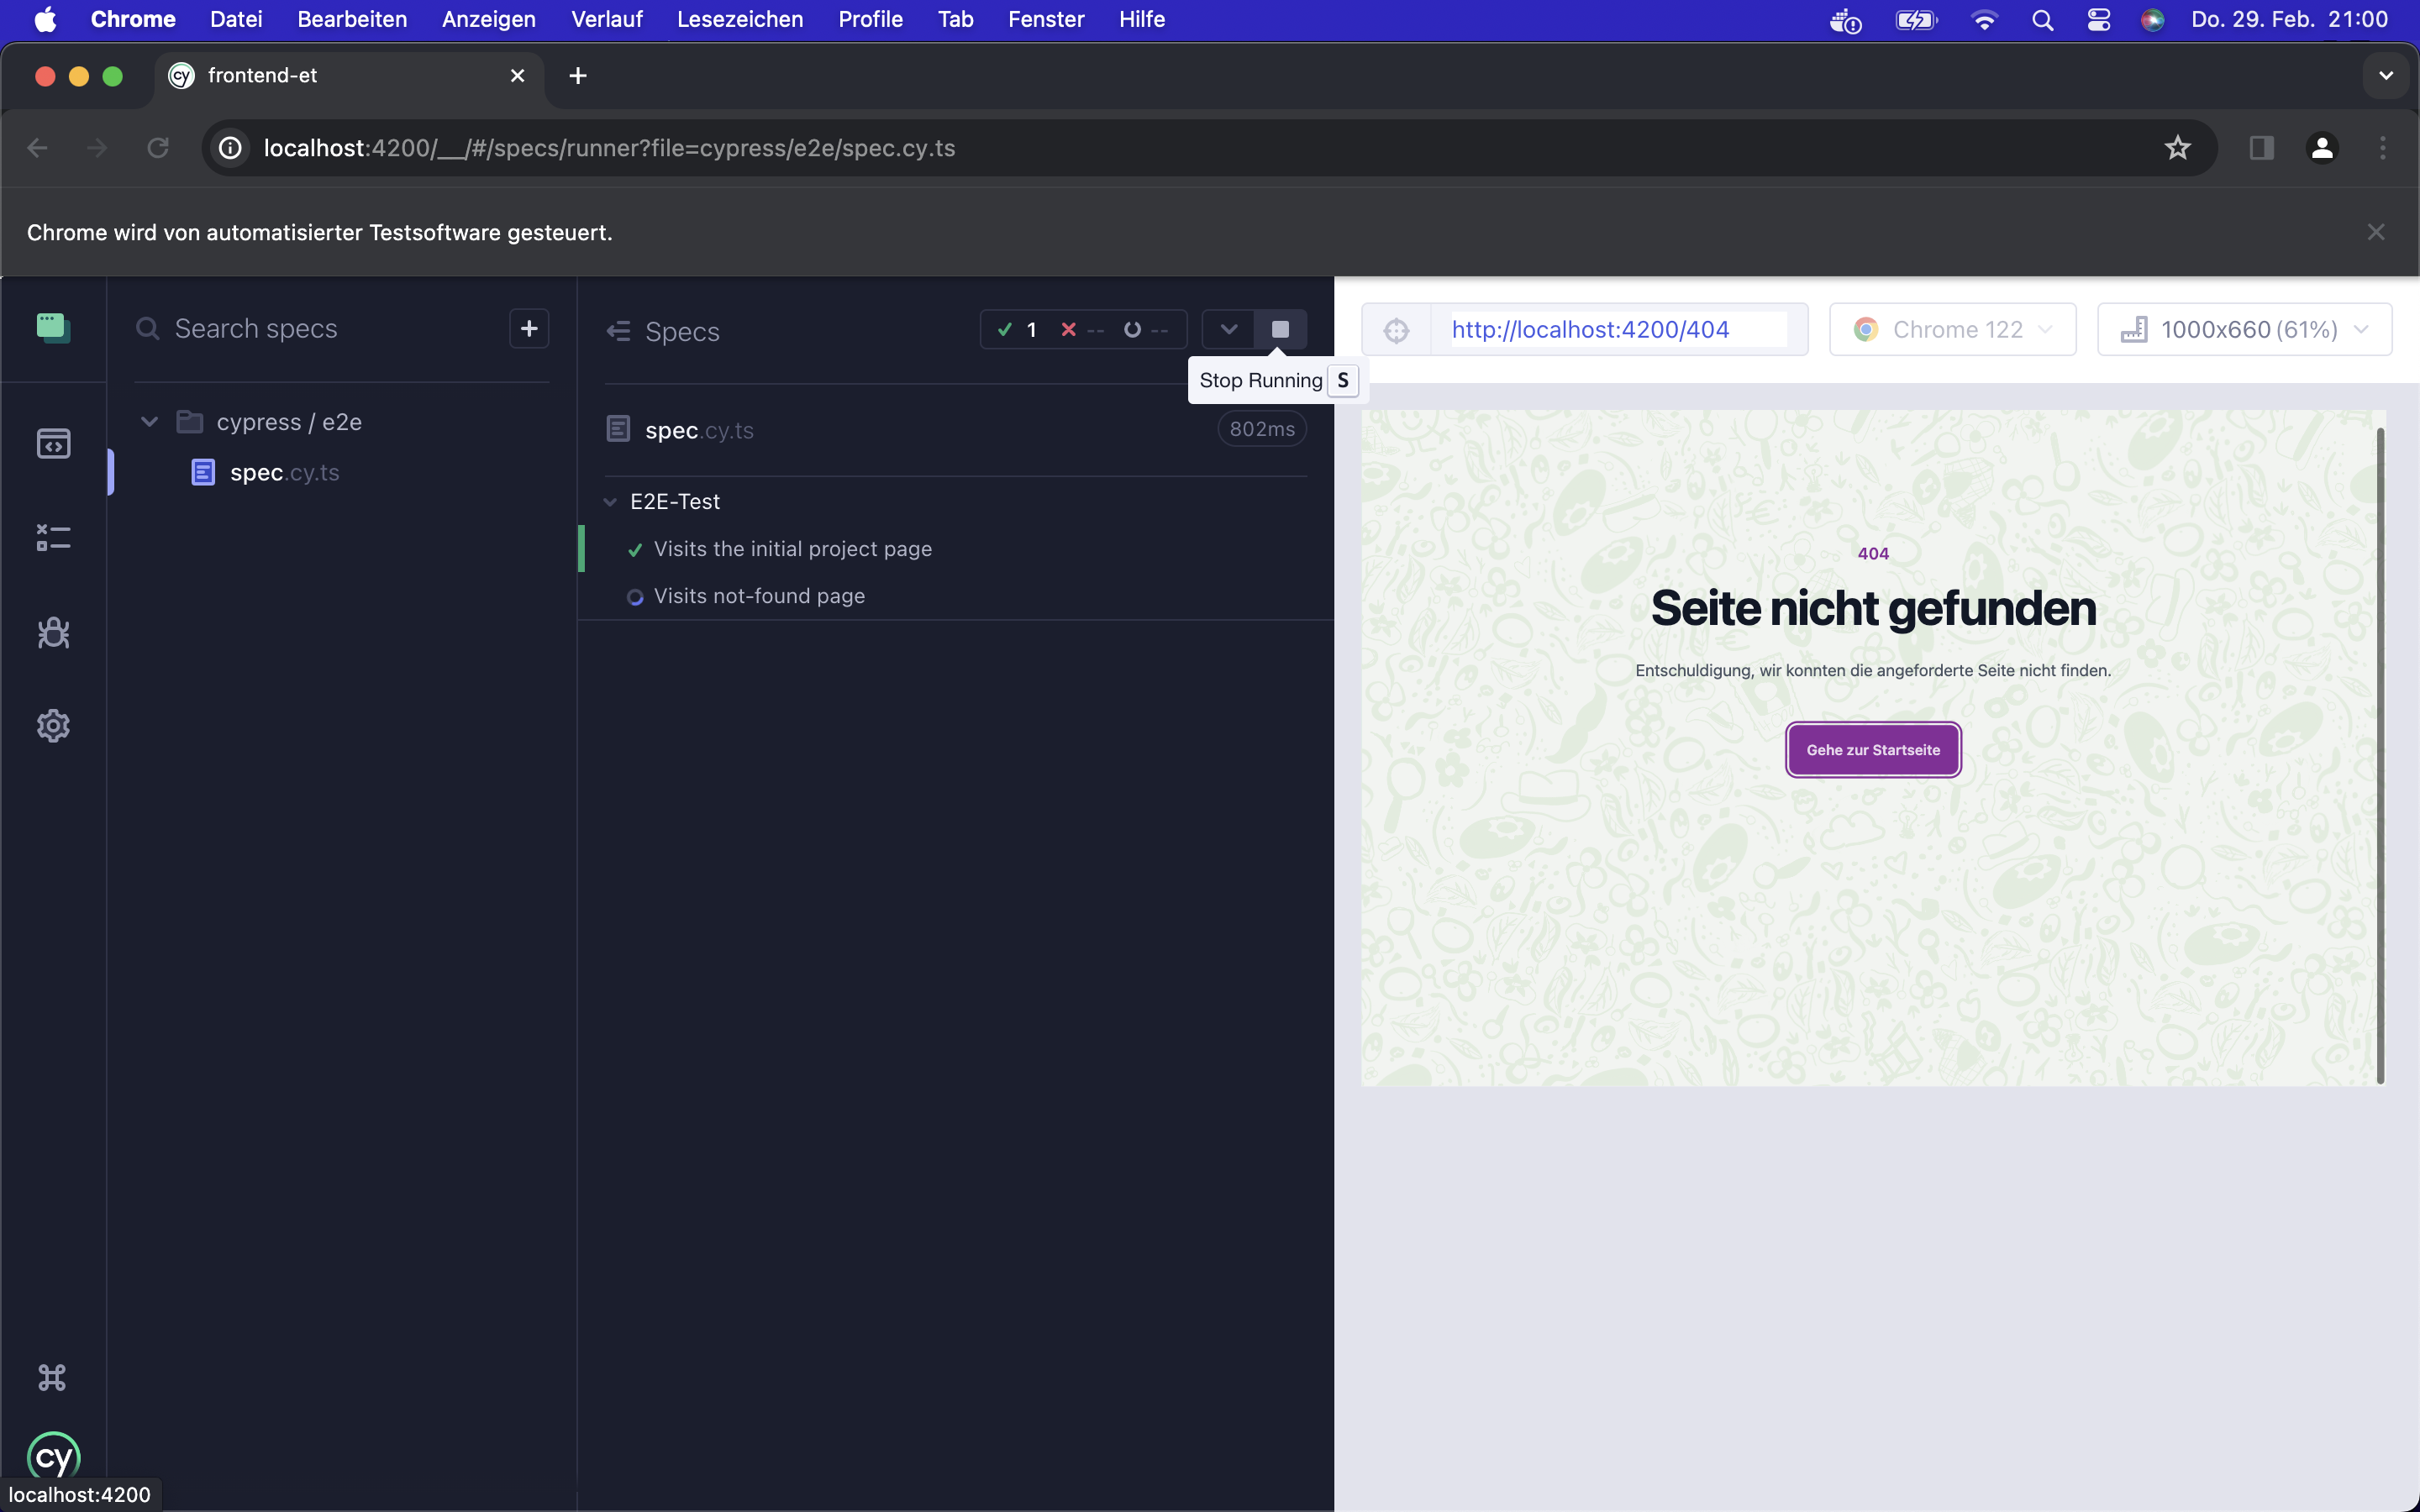 Chrome Datei Bearbeiten Anzeigen Verlauf Lesezeichen Profile Tab Fenster Hilfe Do. 29. Feb. 21:00
cy frontend-et
localhost:4200/__/#/specs/runner?file=cypress/e2e/spec.cy.ts
Chrome wird von automatisierter Testsoftware gesteuert.
Search specs
cypress / e2e
spec.cy.ts
Specs 1 -- --
Stop Running S
spec.cy.ts 802ms
E2E-Test
Visits the initial project page
Visits not-found page
http://localhost:4200/404 Chrome 122 1000x660 (61%)
404
Seite nicht gefunden
Entschuldigung, wir konnten die angeforderte Seite nicht finden.
Gehe zur Startseite
cy
localhost:4200